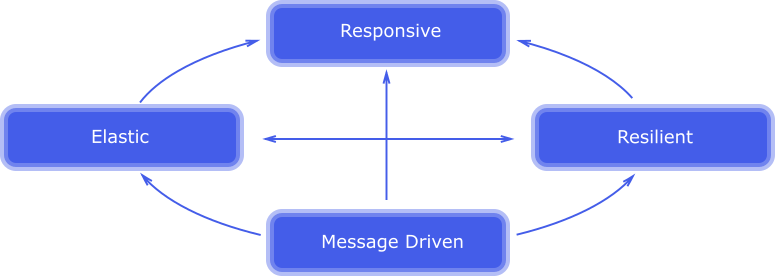 Responsive
Elastic
Resilient
Message Driven